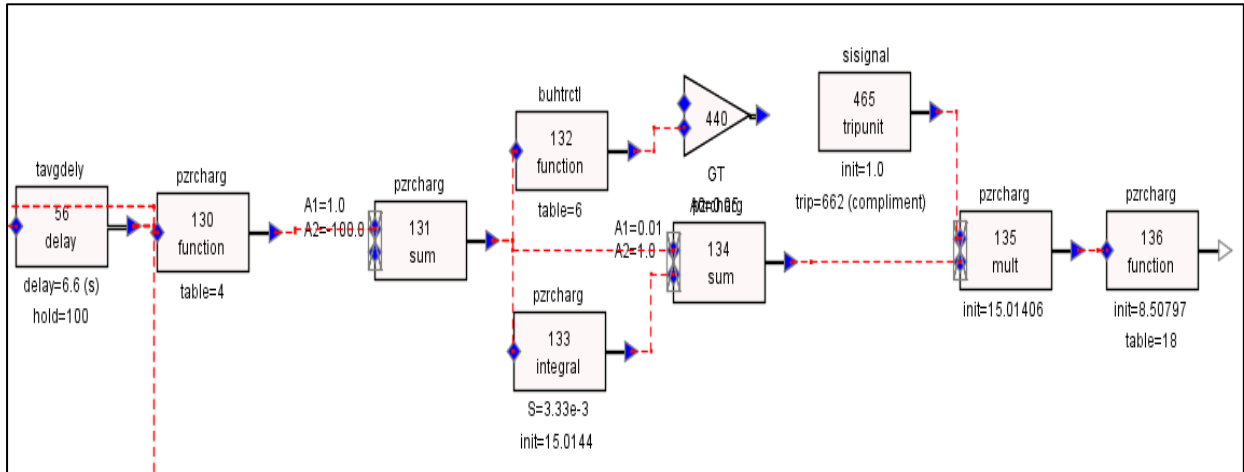 tavgdely
56
delay
delay=6.6 (s)
hold=100
pzrcharg
130
function
table=4
A1=1.0
A2=-100.0
pzrcharg
131
sum
buhtrctl
132
function
table=6
pzrcharg
133
integral
S=3.33e-3
init=15.0144
440
GT
A1=0.01
A2=1.0
134
sum
sisignal
465
tripunit
init=1.0
trip=662 (compliment)
pzrcharg
135
mult
init=15.01406
pzrcharg
136
function
init=8.50797
table=18